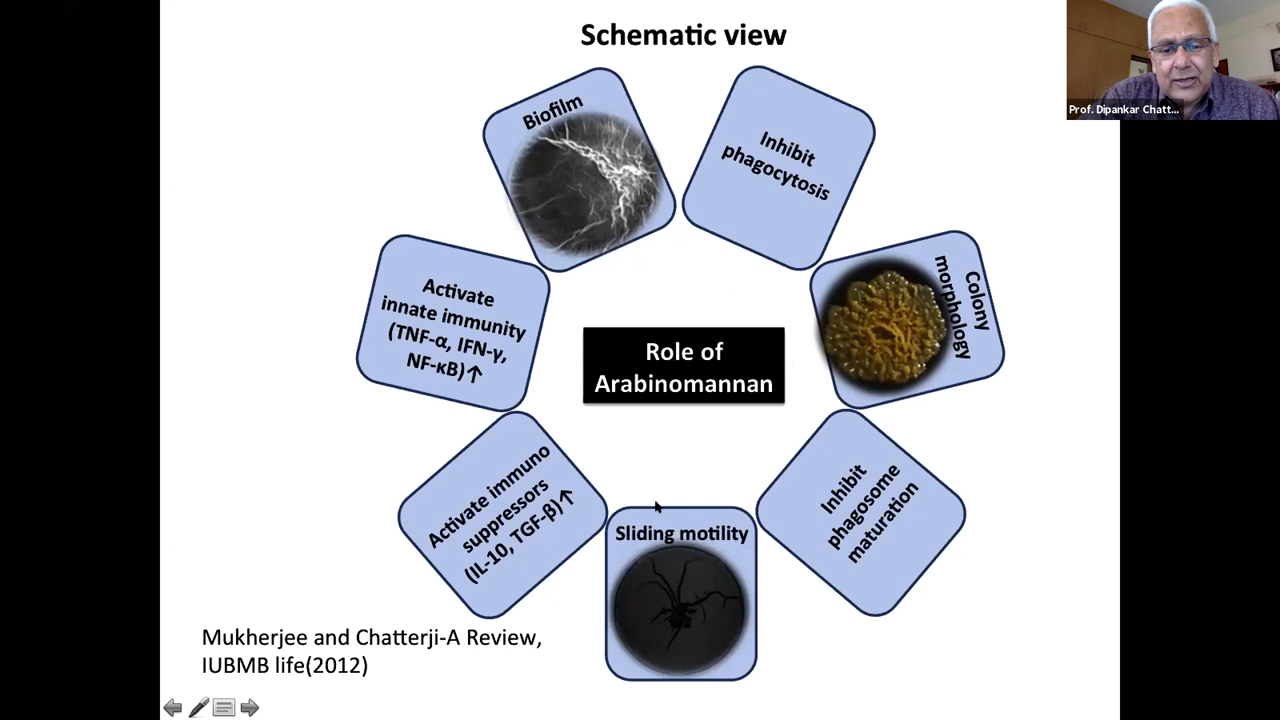 Schematic view
Prof. Dipankar Chatt...
Biofilm
Inhibit
phagocytosis
Colony
morphology
Inhibit
phagosome
maturation
Sliding motility
Activate immuno
suppressors
(IL-10, TGF-β)↑
Activate
innate immunity
(TNF-α, IFN-γ,
NF-κB)↑
Role of
Arabinomannan
Mukherjee and Chatterji-A Review,
IUBMB life(2012)